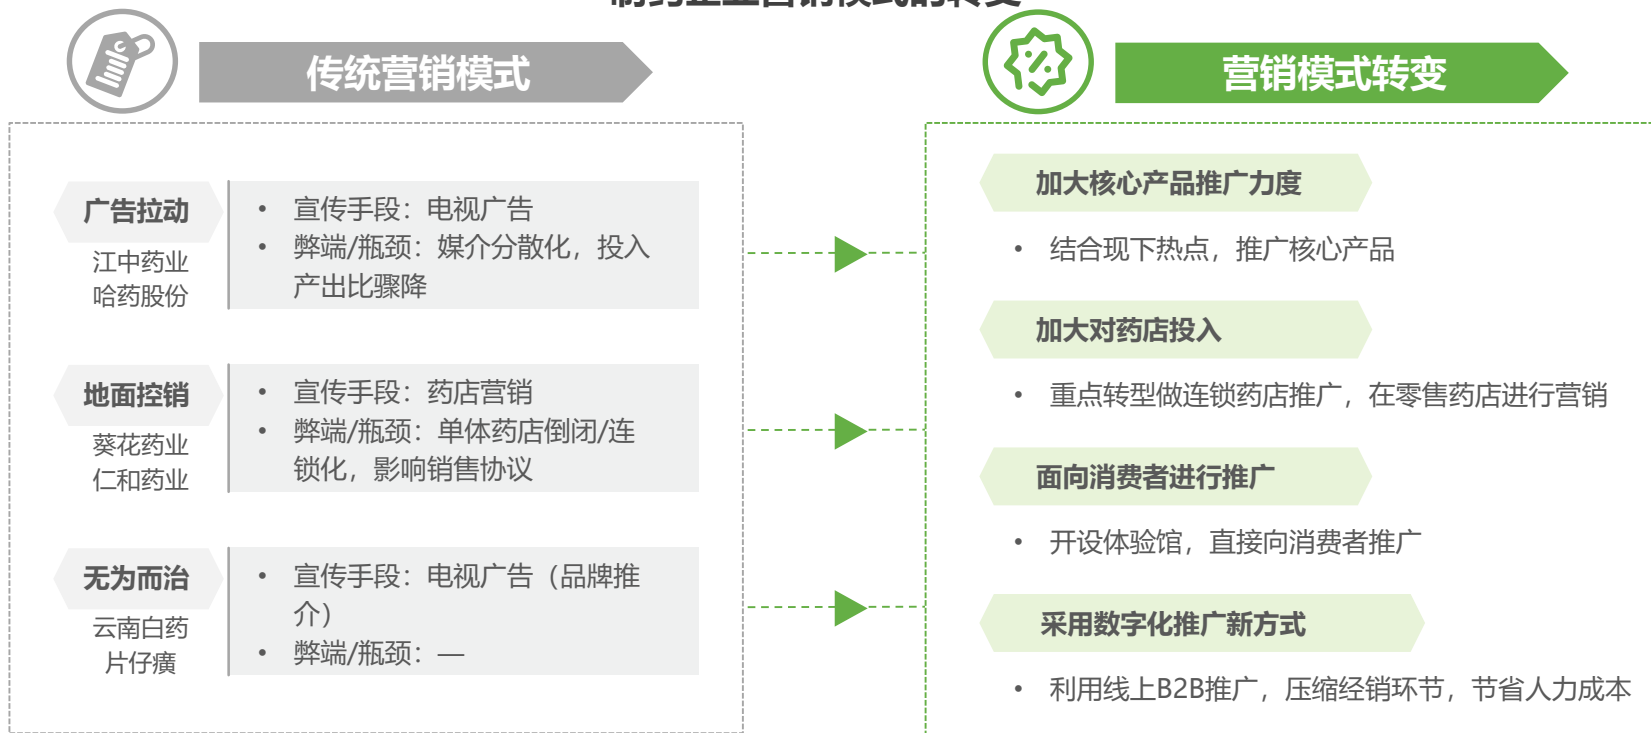 制药企业营销模式的转变
传统营销模式
广告拉动
江中药业
哈药股份
• 宣传手段：电视广告
• 弊端/瓶颈：媒介分散化，投入
产出比骤降
地面控销
葵花药业
仁和药业
• 宣传手段：药店营销
• 弊端/瓶颈：单体药店倒闭/连
锁化，影响销售协议
无为而治
云南白药
片仔癀
• 宣传手段：电视广告（品牌推
介）
• 弊端/瓶颈：—
营销模式转变
加大核心产品推广力度
• 结合现下热点，推广核心产品
加大对药店投入
• 重点转型做连锁药店推广，在零售药店进行营销
面向消费者进行推广
• 开设体验馆，直接向消费者推广
采用数字化推广新方式
• 利用线上B2B推广，压缩经销环节，节省人力成本